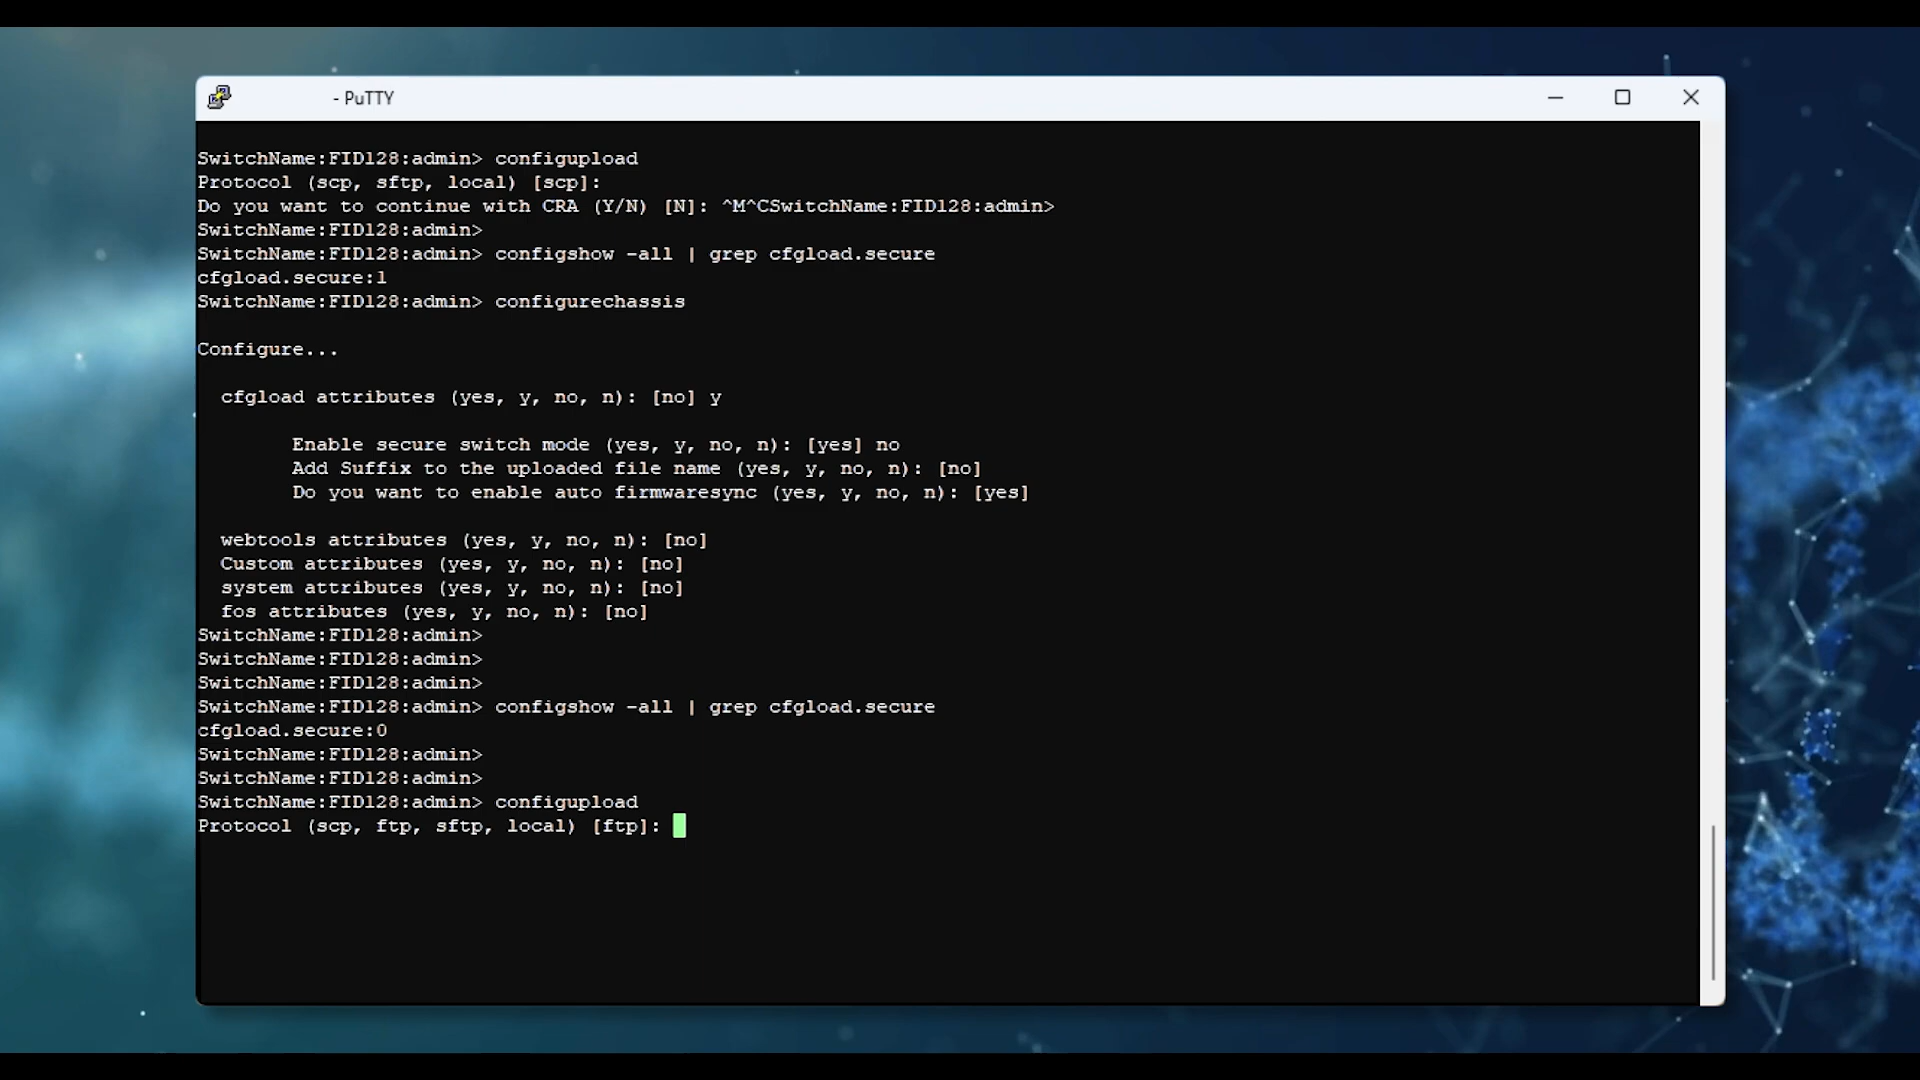 - PuTTY
SwitchName:FID128:admin> configupload
Protocol (scp, sftp, local) [scp]:
Do you want to continue with CRA (Y/N) [N]: ^M^CSwitchName:FID128:admin>
SwitchName:FID128:admin>
SwitchName:FID128:admin> configshow -all | grep cfgload.secure
cfgload.secure:1
SwitchName:FID128:admin> configurechassis
Configure...
cfgload attributes (yes, y, no, n): [no] y
Enable secure switch mode (yes, y, no, n): [yes] no
Add Suffix to the uploaded file name (yes, y, no, n): [no]
Do you want to enable auto firmwaresync (yes, y, no, n): [yes]
webtools attributes (yes, y, no, n): [no]
Custom attributes (yes, y, no, n): [no]
system attributes (yes, y, no, n): [no]
fos attributes (yes, y, no, n): [no]
SwitchName:FID128:admin>
SwitchName:FID128:admin>
SwitchName:FID128:admin>
SwitchName:FID128:admin> configshow -all | grep cfgload.secure
cfgload.secure:0
SwitchName:FID128:admin>
SwitchName:FID128:admin>
SwitchName:FID128:admin> configupload
Protocol (scp, ftp, sftp, local) [ftp]: